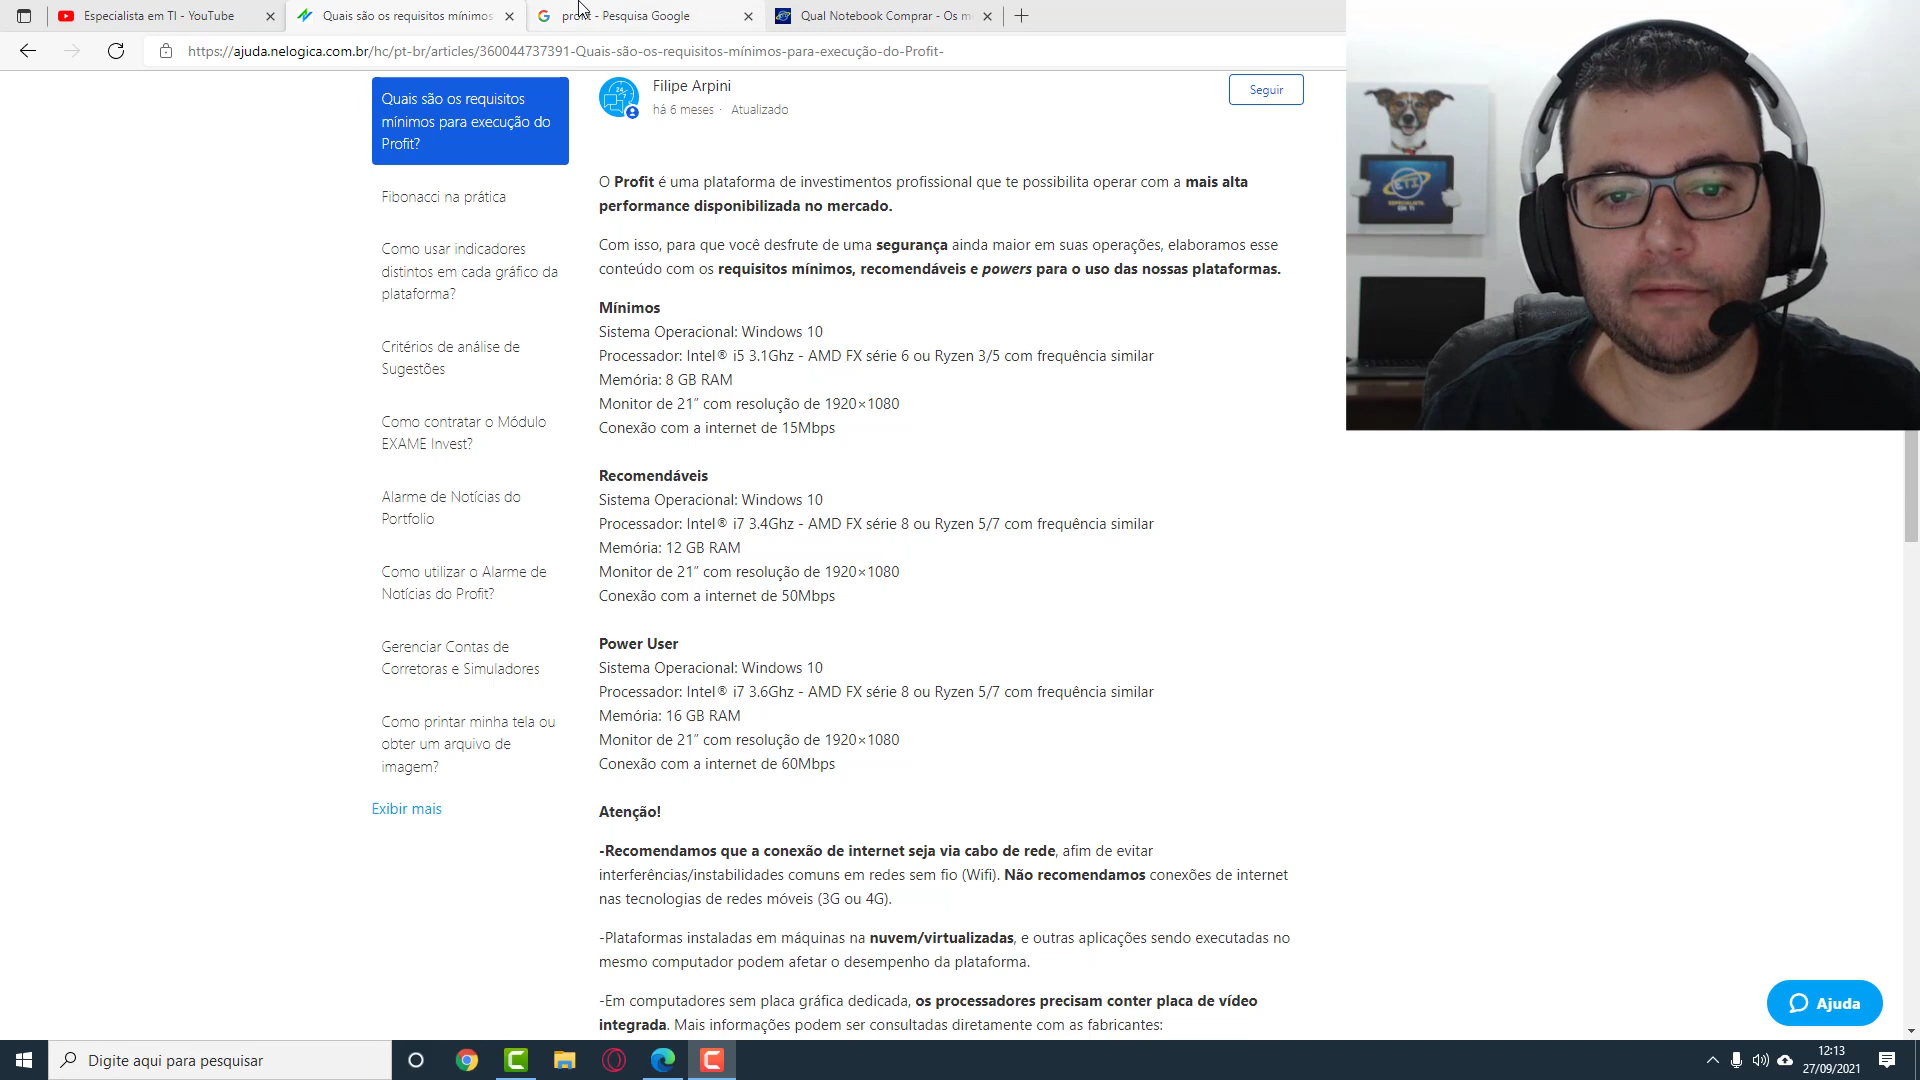 Especialista em TI - YouTube
Quais são os requisitos mínimos
- Pesquisa Google
Qual Notebook Comprar - Os m
https://ajuda.nelogica.com.br/hc/pt-br/articles/360044737391-Quais-são-os-requisitos-mínimos-para-execução-do-Profit-
Quais são os requisitos
mínimos para execução do
Profit?
Fibonacci na prática
Como usar indicadores
distintos em cada gráfico da
plataforma?
Critérios de análise de
Sugestões
Como contratar o Módulo
EXAME Invest?
Alarme de Notícias do
Portfolio
Como utilizar o Alarme de
Notícias do Profit?
Gerenciar Contas de
Corretoras e Simuladores
Como printar minha tela ou
obter um arquivo de
imagem?
Exibir mais
24/7
Filipe Arpini
há 6 meses · Atualizado
Seguir
O Profit é uma plataforma de investimentos profissional que te possibilita operar com a mais alta
performance disponibilizada no mercado.
Com isso, para que você desfrute de uma segurança ainda maior em suas operações, elaboramos esse
conteúdo com os requisitos mínimos, recomendáveis e powers para o uso das nossas plataformas.
Mínimos
Sistema Operacional: Windows 10
Processador: Intel® i5 3.1Ghz - AMD FX série 6 ou Ryzen 3/5 com frequência similar
Memória: 8 GB RAM
Monitor de 21” com resolução de 1920×1080
Conexão com a internet de 15Mbps
Recomendáveis
Sistema Operacional: Windows 10
Processador: Intel® i7 3.4Ghz - AMD FX série 8 ou Ryzen 5/7 com frequência similar
Memória: 12 GB RAM
Monitor de 21” com resolução de 1920×1080
Conexão com a internet de 50Mbps
Power User
Sistema Operacional: Windows 10
Processador: Intel® i7 3.6Ghz - AMD FX série 8 ou Ryzen 5/7 com frequência similar
Memória: 16 GB RAM
Monitor de 21” com resolução de 1920×1080
Conexão com a internet de 60Mbps
Atenção!
-Recomendamos que a conexão de internet seja via cabo de rede, afim de evitar
interferências/instabilidades comuns em redes sem fio (Wifi). Não recomendamos conexões de internet
nas tecnologias de redes móveis (3G ou 4G).
-Plataformas instaladas em máquinas na nuvem/virtualizadas, e outras aplicações sendo executadas no
mesmo computador podem afetar o desempenho da plataforma.
-Em computadores sem placa gráfica dedicada, os processadores precisam conter placa de vídeo
integrada. Mais informações podem ser consultadas diretamente com as fabricantes:
ETI
ESPECIALISTA
EM TI
Ajuda
Digite aqui para pesquisar
12:13
27/09/2021